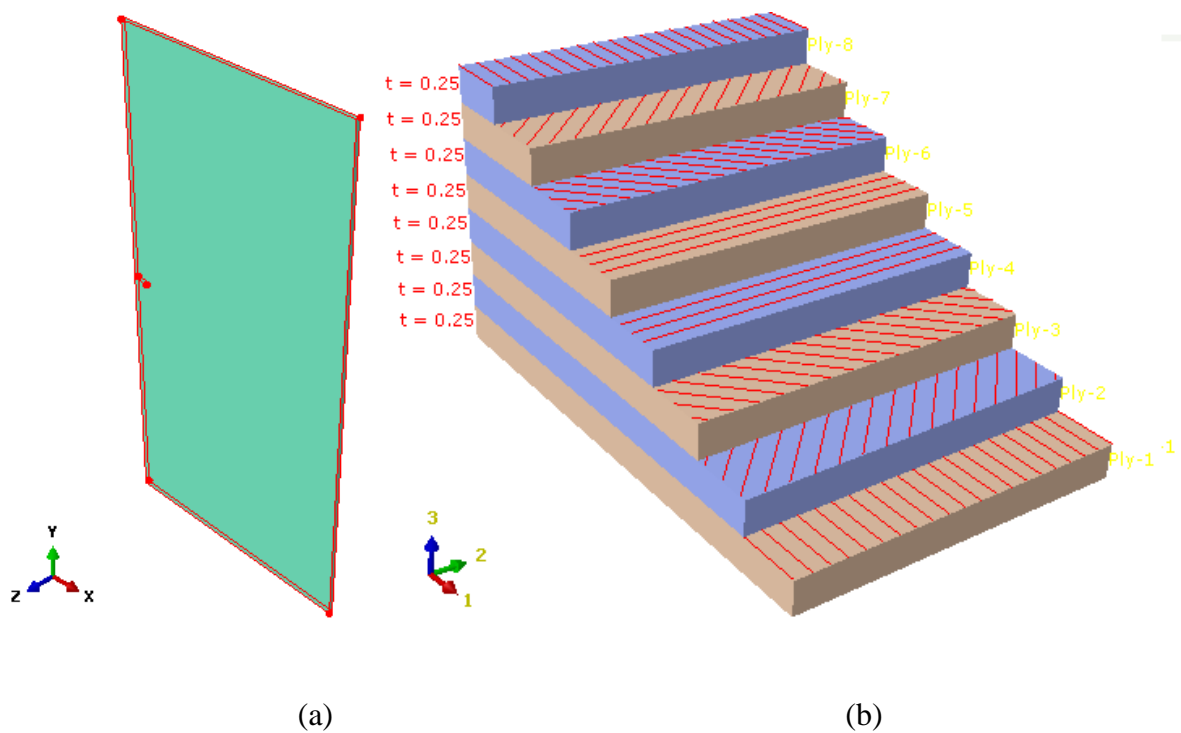 Ply-8
t = 0.25
Ply-7
t = 0.25
Ply-6
t = 0.25
Ply-5
t = 0.25
Ply-4
t = 0.25
Ply-3
t = 0.25
Ply-2
t = 0.25
Ply-1 1
t = 0.25
Y
Z
X
3
2
1
(a)
(b)